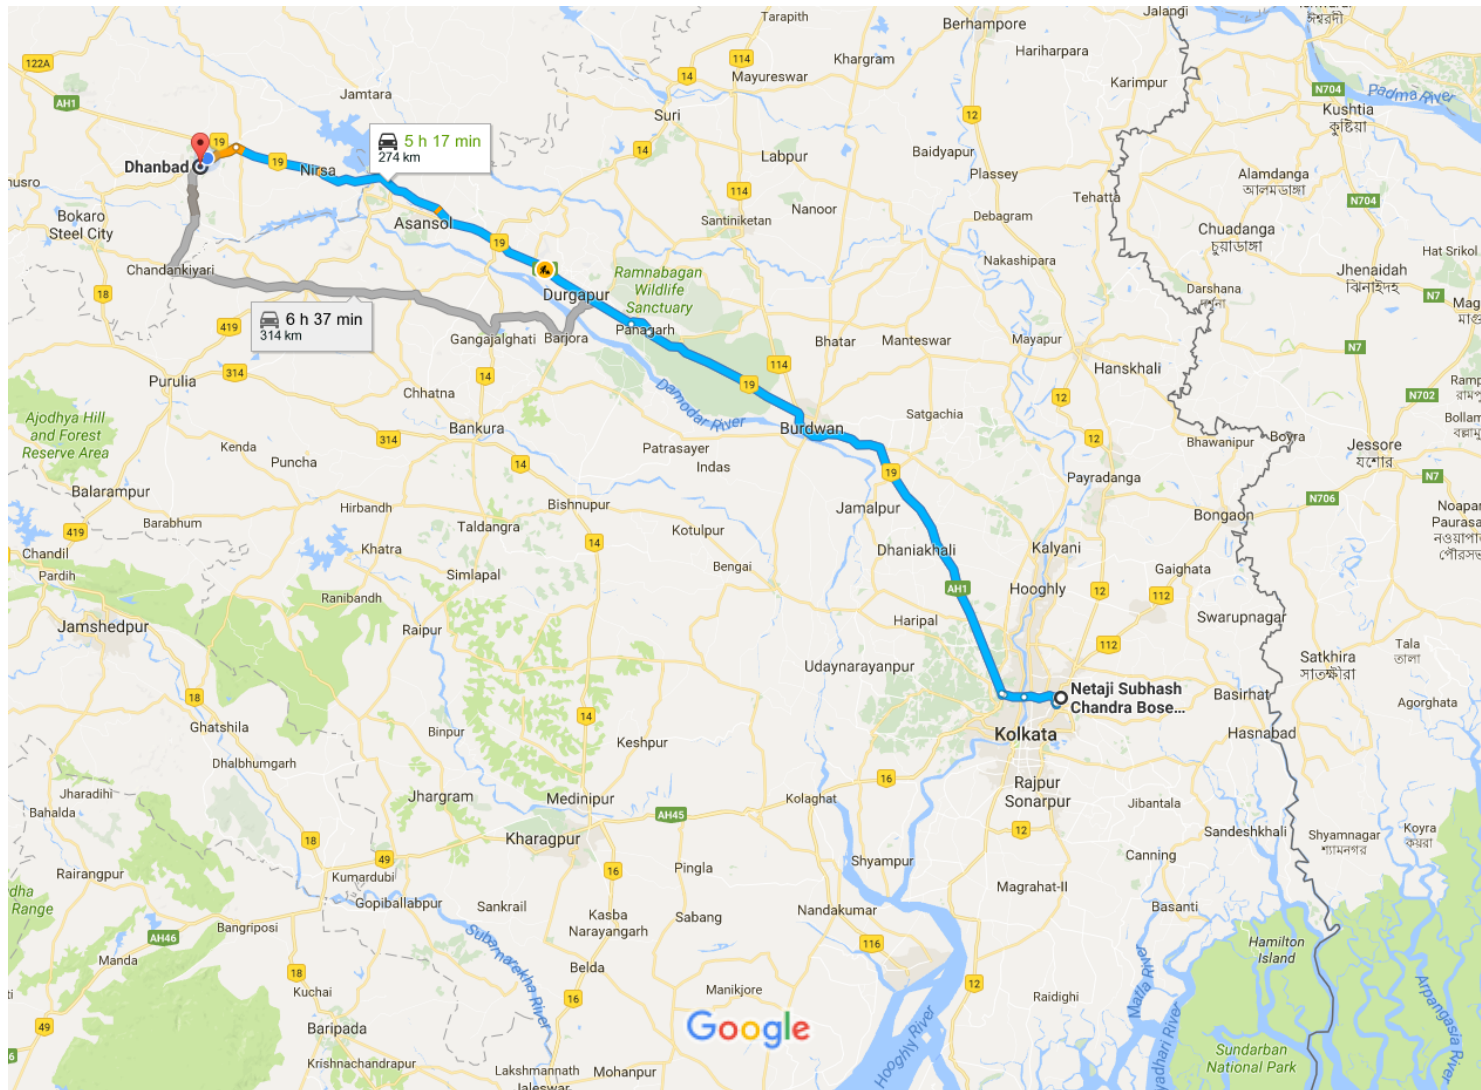 Tarapith
Berhampore
Jalangi
ঈশ্বরদী
Hariharpara
114
Khargram
122A
14
Mayureswar
Karimpur
N704
Padma River
AH1
Jamtara
Suri
12
Kushtia
কুষ্টিয়া
5 h 17 min
274 km
19
14
Labpur
Baidyapur
Dhanbad
19
Nirsa
Plassey
Alamdanga
আলমডাঙ্গা
114
Tehatta
N704
Bokaro
Steel City
Asansol
Santiniketan
Nanoor
Debagram
Chuadanga
চুয়াডাঙ্গা
19
Nakashipara
Hat Srikol
Chandankiyari
Ramnabagan
Wildlife
Sanctuary
Jhenaidah
ঝিনাইদহ
18
Durgapur
Darshana
দর্শনা
N7
6 h 37 min
314 km
419
Gangajalghati
Barjora
Panagarh
Bhatar
Manteswar
Mayapur
N7
314
14
114
19
Hanskhali
Purulia
Chhatna
Damodar River
12
N702
Ajodhya Hill
and Forest
Reserve Area
Satgachia
Bankura
Burdwan
12
Bhawanipur
Boyra
Jessore
যশোর
314
Kenda
Patrasayer
Puncha
14
Indas
19
Payradanga
N7
Balarampur
N706
Hirbandh
Bishnupur
Jamalpur
Bongaon
Barabhum
419
Taldangra
Kotulpur
Chandil
Khatra
14
Dhaniakhali
Kalyani
Pardih
Simlapal
Bengai
Gaighata
AH1
Hooghly
12
112
Ranibandh
Jamshedpur
Raipur
Haripal
Swarupnagar
112
Tala
তালা
Udaynarayanpur
Satkhira
সাতক্ষীরা
18
Netaji Subhash
Chandra Bose...
Basirhat
Agorghata
Ghatshila
14
Binpur
Keshpur
Kolkata
Hasnabad
Dhalbhumgarh
16
Rajpur
Sonarpur
Jharadihi
Jhargram
Medinipur
Kolaghat
Jibantala
Bahalda
AH45
Sandeshkhali
Shyamnagar
শ্যামনগর
Koyra
কয়রা
18
Kharagpur
12
49
Shyampur
Canning
Rairangpur
Kumardubi
16
Pingla
Magrahat-II
Gopiballabpur
Sankrail
Kasba
Narayangarh
Sabang
Nandakumar
Basanti
Range
Bangriposi
AH46
116
Hamilton
Island
Manda
Subarnarekha River
Belda
18
Matla River
Arpangasia River
Kuchai
16
Manikjore
12
Raidighi
49
Baripada
Google
Hooghly River
Sundarban
National Park
Krishnachandrapur
Lakshmannath
Mohanpur